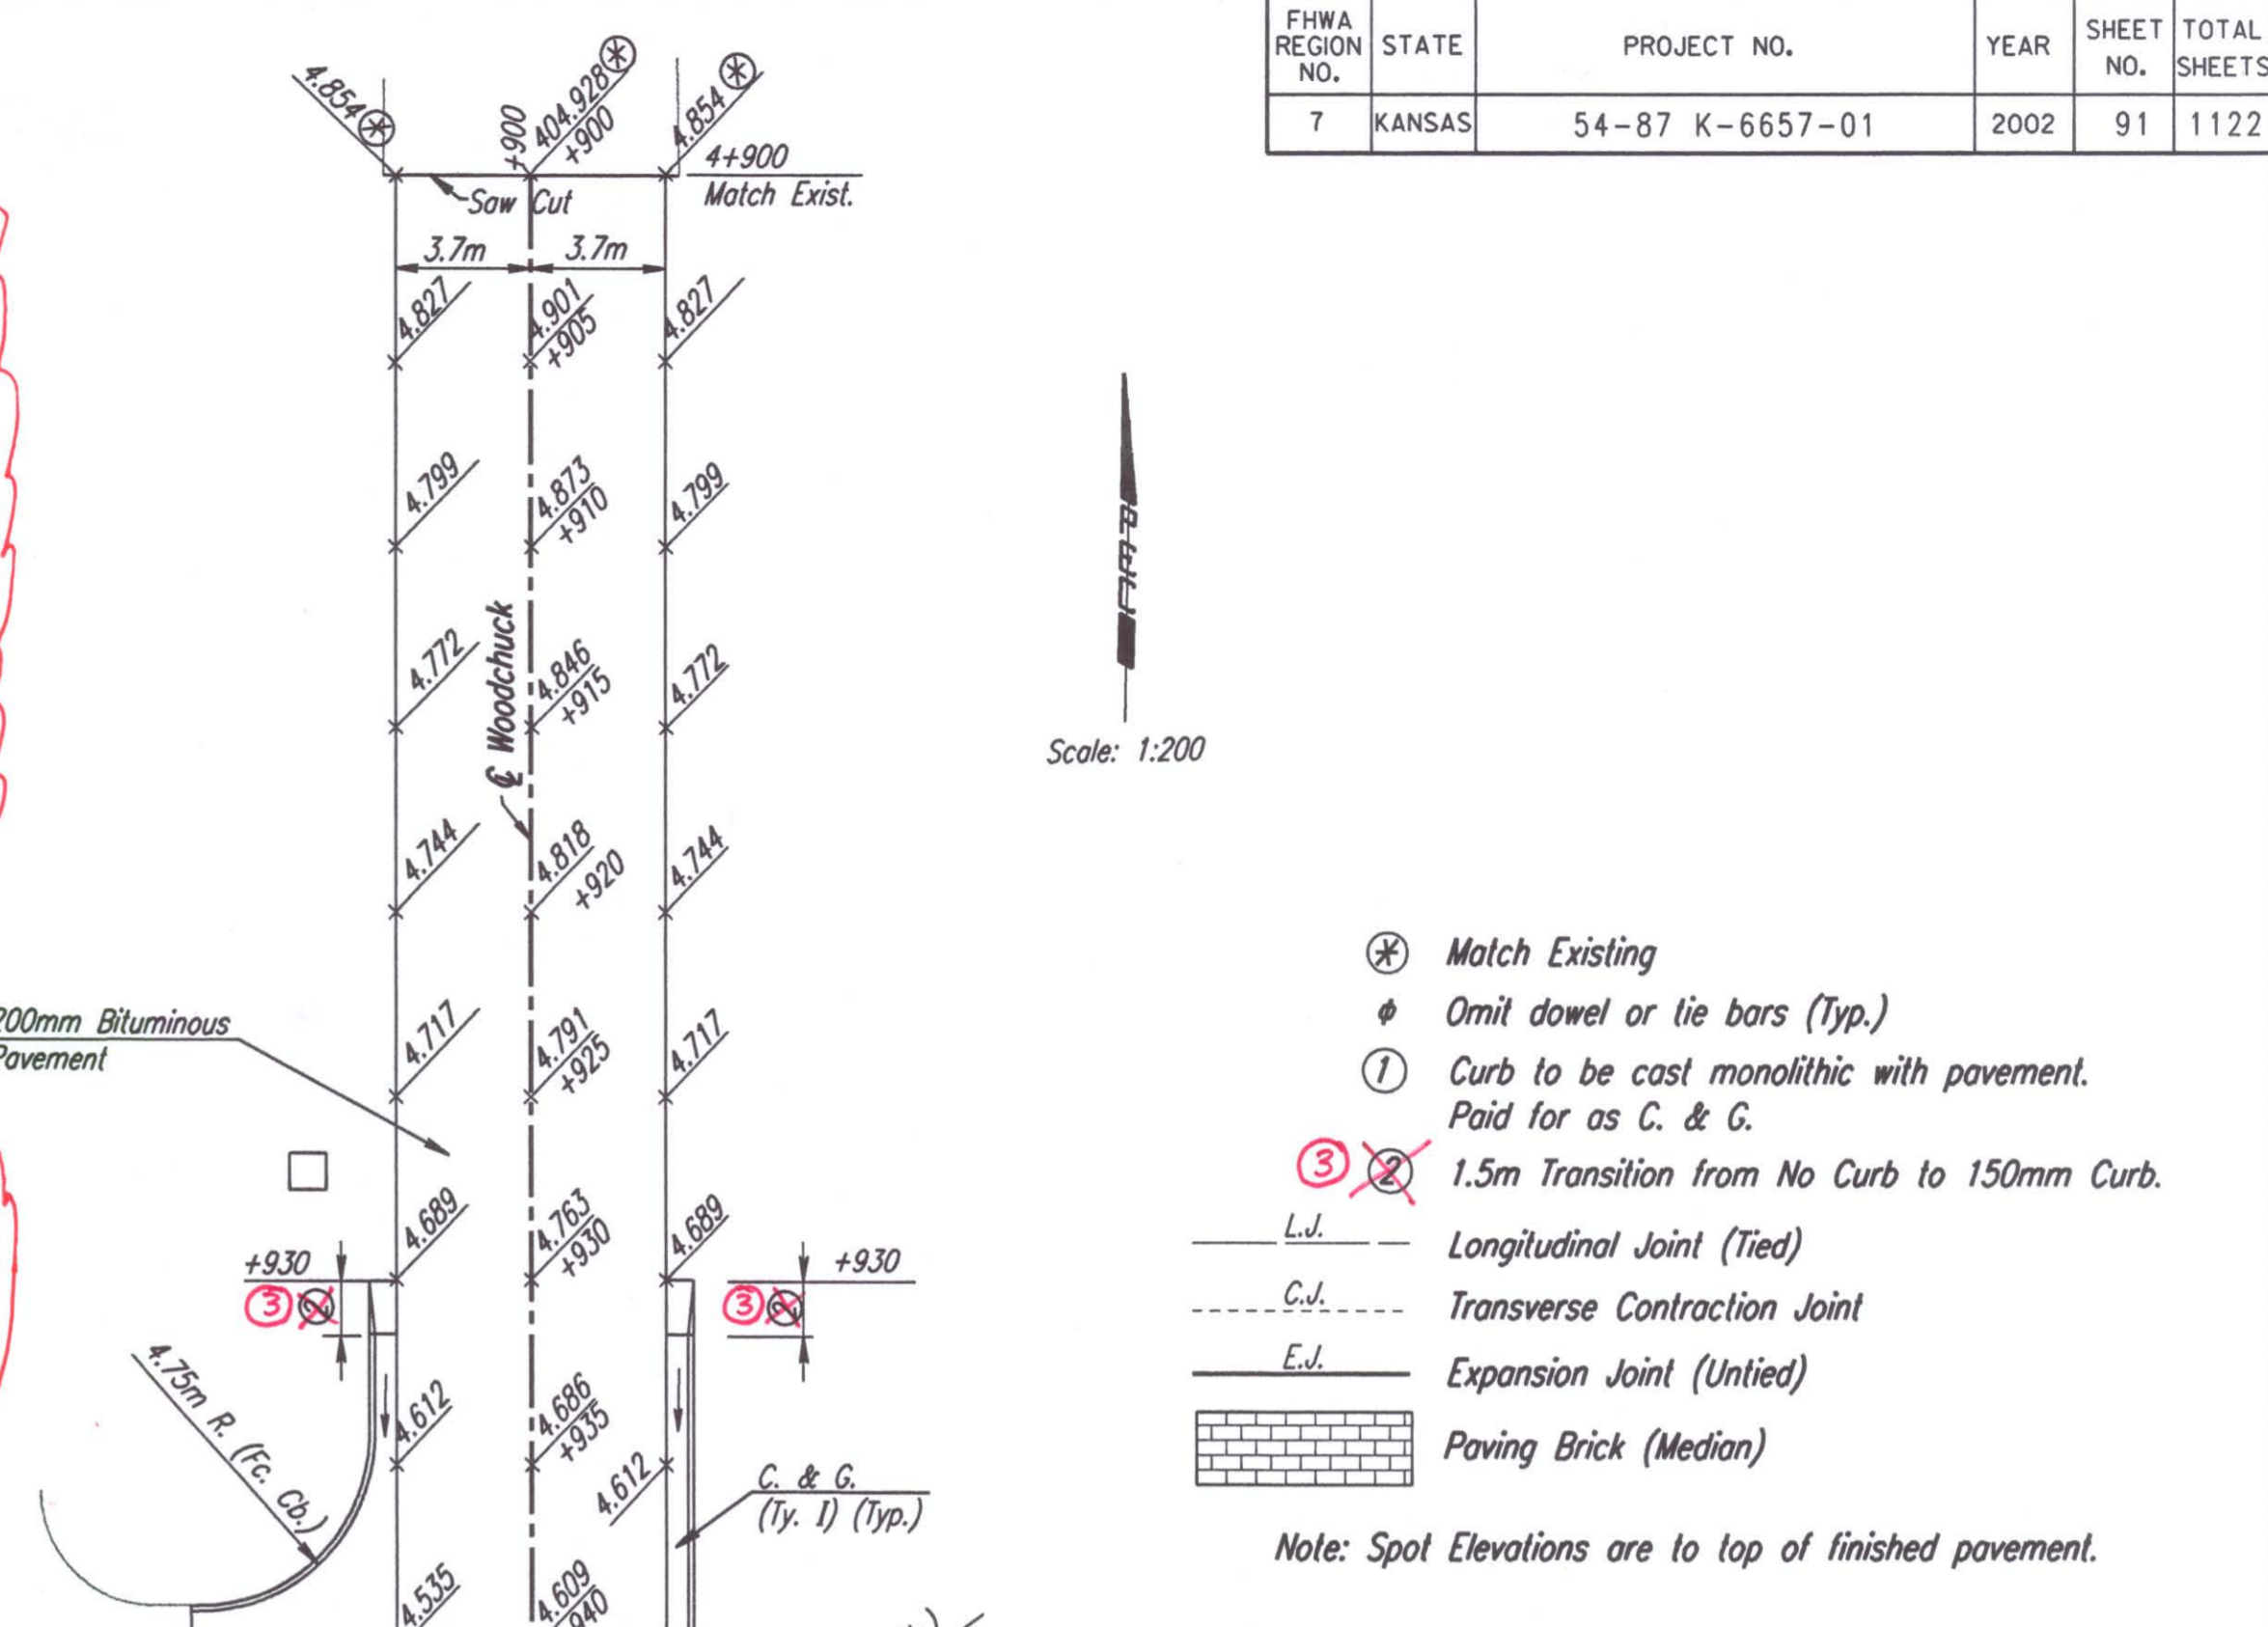 FHWA REGION NO.
STATE
PROJECT NO.
YEAR
SHEET NO.
TOTAL SHEETS
7
KANSAS
54-87 K-6657-01
2002
91
1122
4.854 *
+900
404.928 *
+900
4.854 *
4+900
Match Exist.
Saw Cut
3.7m
3.7m
4.827
4.901
+905
4.827
4.799
4.873
+910
4.799
4.772
℄ Woodchuck
4.846
+915
4.772
Scale: 1:200
4.744
4.818
+920
4.744
200mm Bituminous
Pavement
4.717
4.791
+925
4.717
4.689
4.763
+930
4.689
+930
+930
3 2
3 2
4.75m R. (Fc. Cb.)
4.612
4.686
+935
4.612
C. & G.
(Ty. I) (Typ.)
4.535
4.609
940
* Match Existing
ϕ Omit dowel or tie bars (Typ.)
1 Curb to be cast monolithic with pavement.
Paid for as C. & G.
3 2 1.5m Transition from No Curb to 150mm Curb.
L.J. Longitudinal Joint (Tied)
C.J. Transverse Contraction Joint
E.J. Expansion Joint (Untied)
Paving Brick (Median)
Note: Spot Elevations are to top of finished pavement.